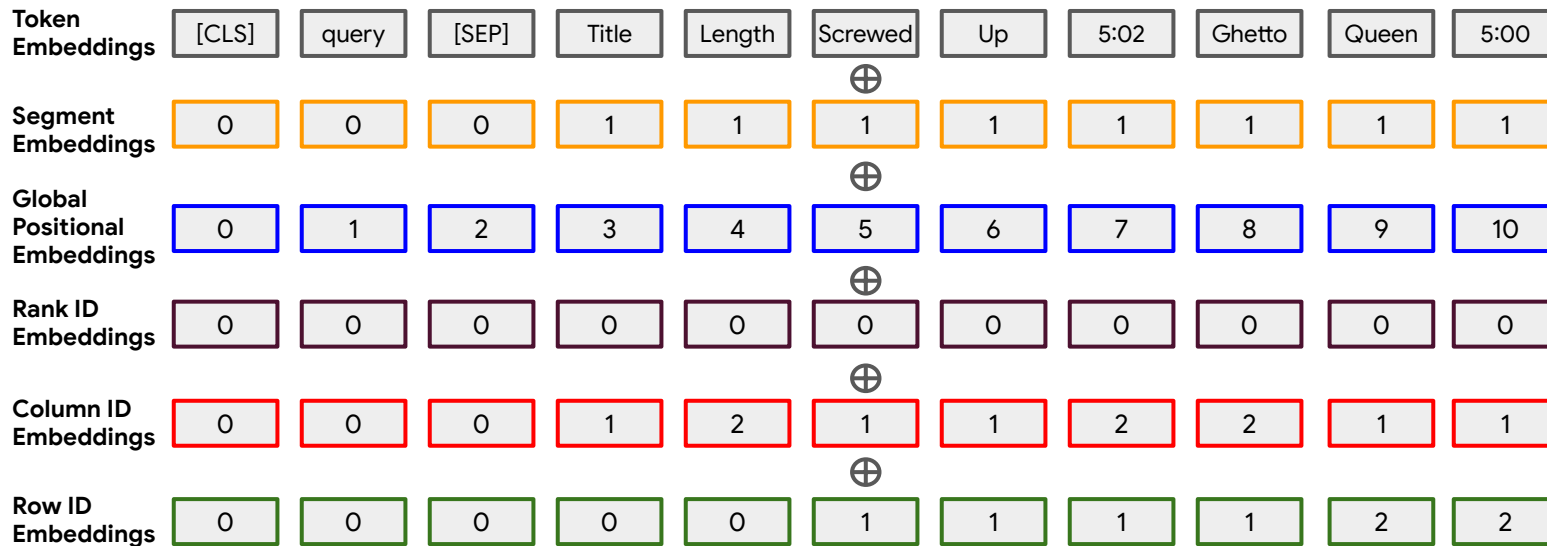 Token
Embeddings
[CLS] query [SEP] Title Length Screwed Up 5:02 Ghetto Queen 5:00
Segment
Embeddings
0 0 0 1 1 1 1 1 1 1 1
Global
Positional
Embeddings
0 1 2 3 4 5 6 7 8 9 10
Rank ID
Embeddings
0 0 0 0 0 0 0 0 0 0 0
Column ID
Embeddings
0 0 0 1 2 1 1 2 2 1 1
Row ID
Embeddings
0 0 0 0 0 1 1 1 1 2 2